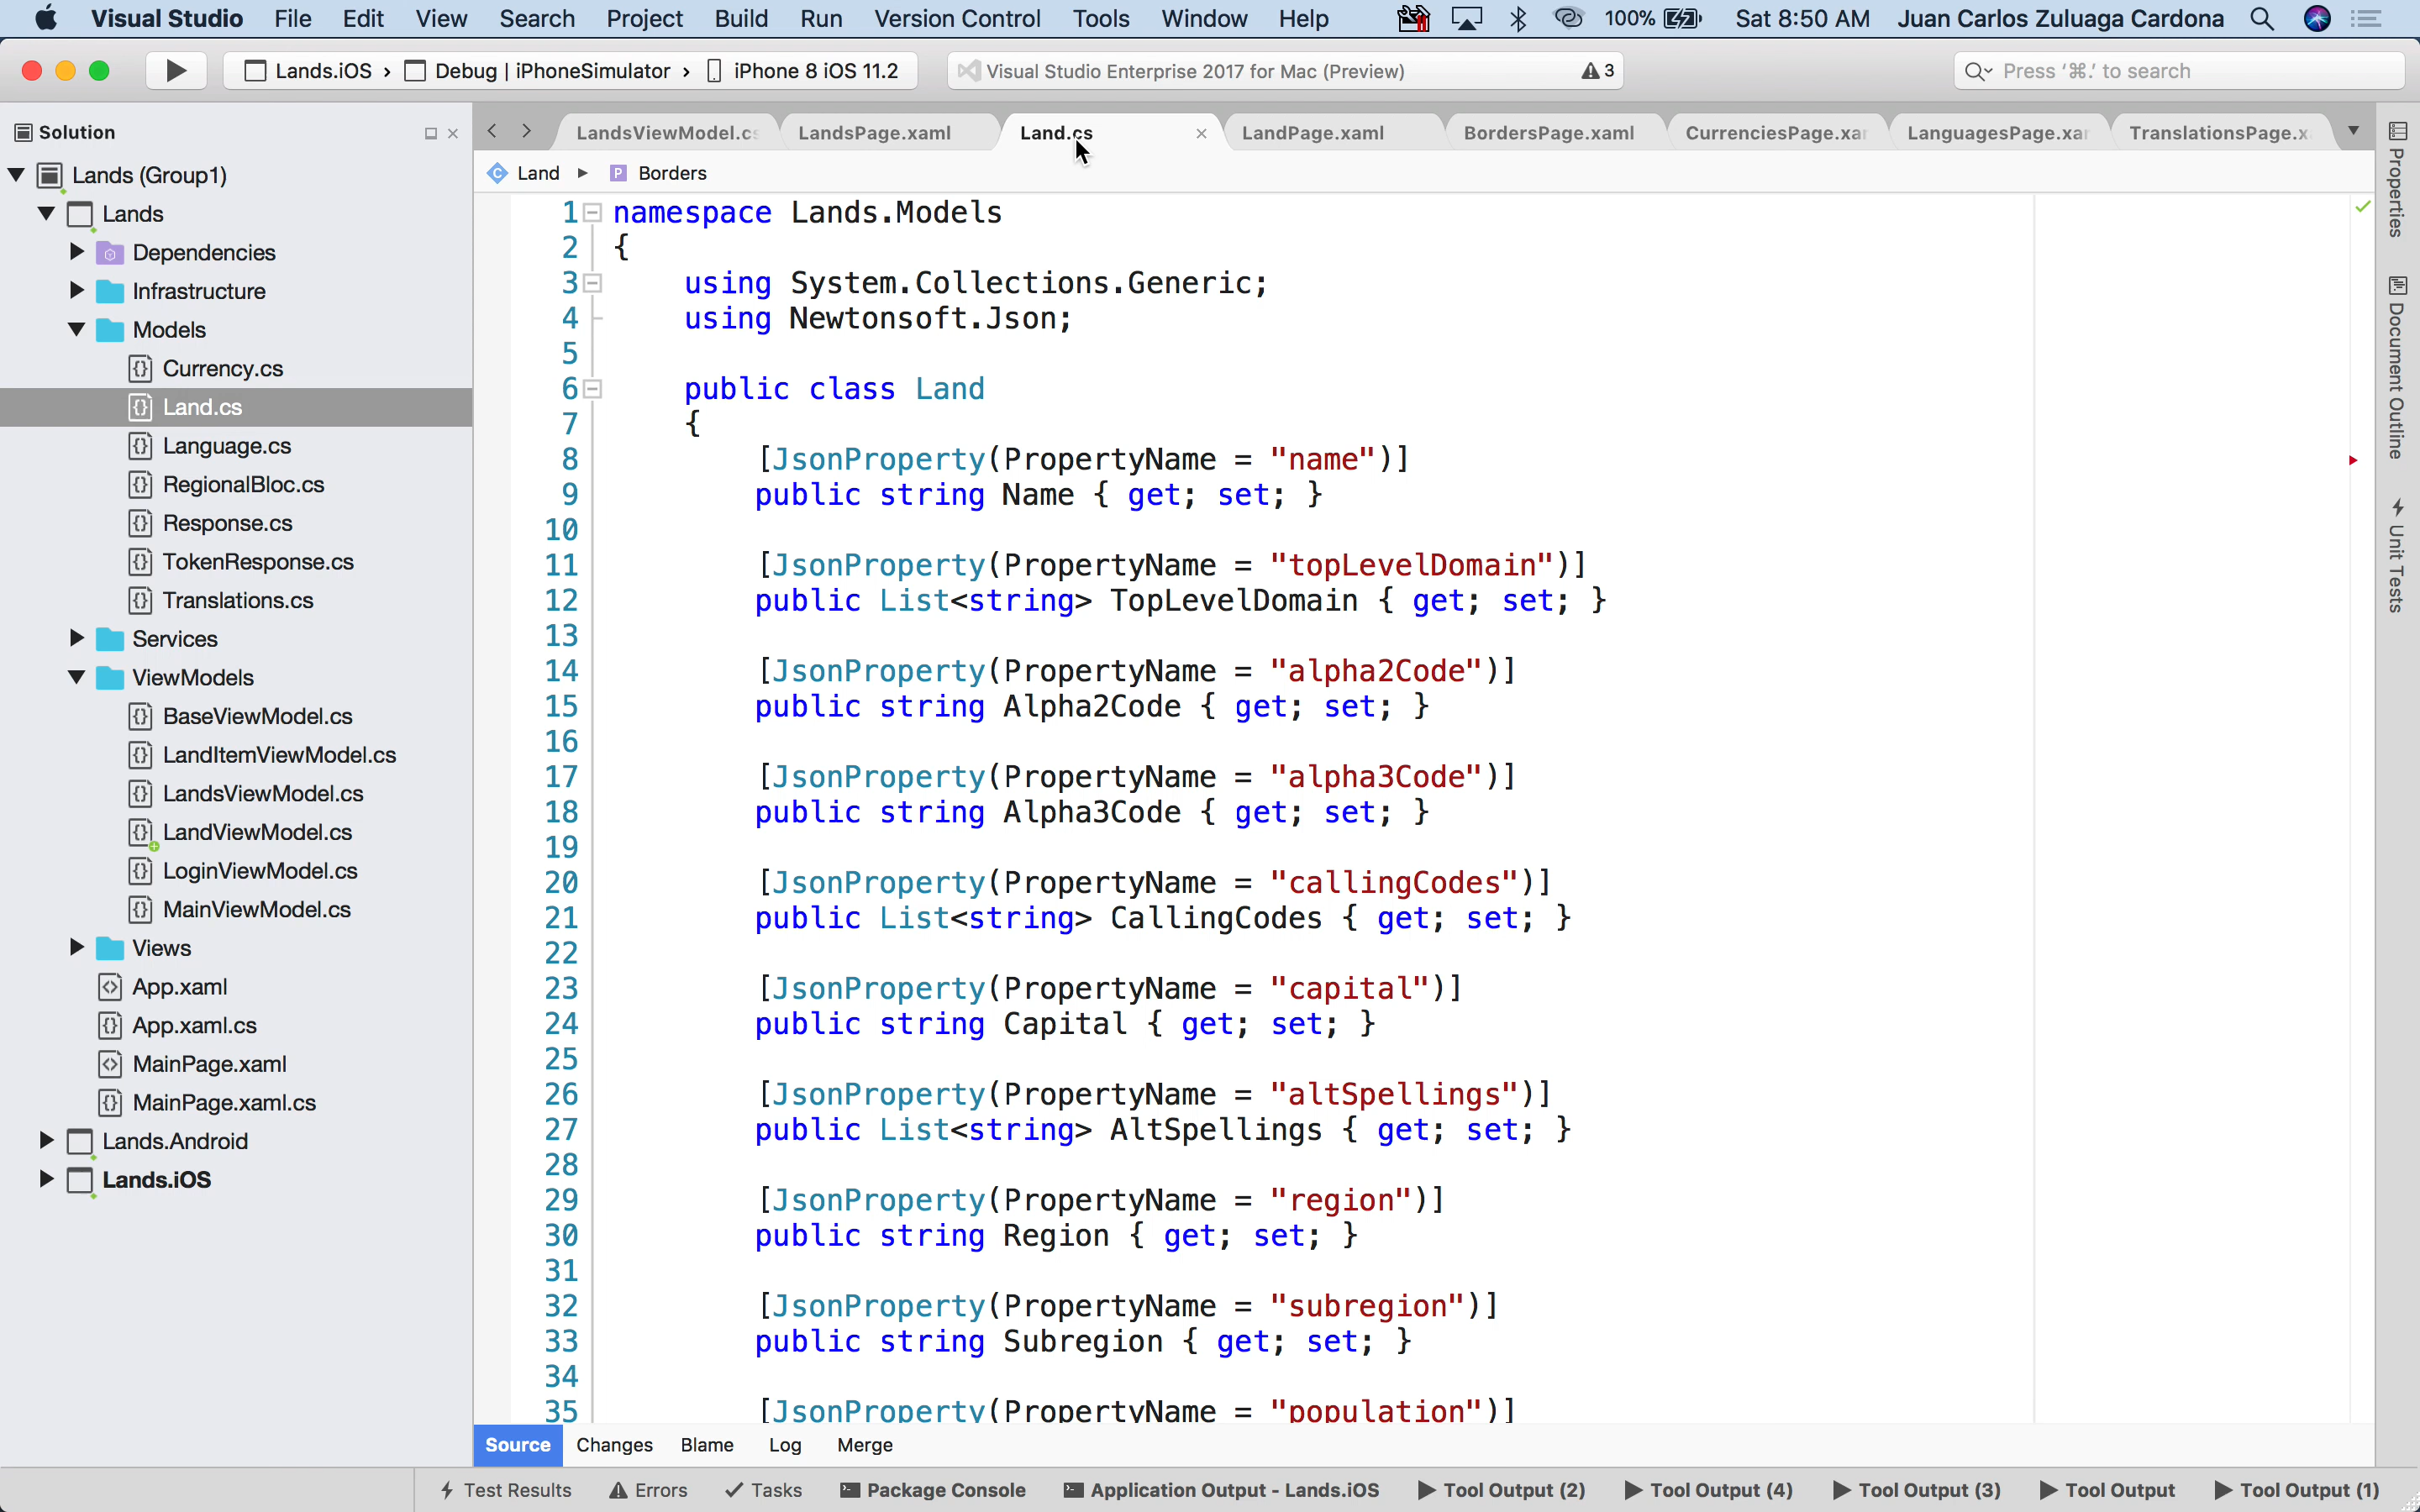 Visual Studio File Edit View Search Project Build Run Version Control Tools Window Help 100% Sat 8:50 AM Juan Carlos Zuluaga Cardona
Lands.iOS › Debug | iPhoneSimulator › iPhone 8 iOS 11.2
Visual Studio Enterprise 2017 for Mac (Preview) 3
Press '⌘.' to search
Solution
Lands (Group1)
Lands
Dependencies
Infrastructure
Models
Currency.cs
Land.cs
Language.cs
RegionalBloc.cs
Response.cs
TokenResponse.cs
Translations.cs
Services
ViewModels
BaseViewModel.cs
LandItemViewModel.cs
LandsViewModel.cs
LandViewModel.cs
LoginViewModel.cs
MainViewModel.cs
Views
App.xaml
App.xaml.cs
MainPage.xaml
MainPage.xaml.cs
Lands.Android
Lands.iOS
LandsViewModel.cs LandsPage.xaml Land.cs LandPage.xaml BordersPage.xaml CurrenciesPage.xar LanguagesPage.xar TranslationsPage.x
Land Borders
1 namespace Lands.Models
2 {
3 using System.Collections.Generic;
4 using Newtonsoft.Json;
5
6 public class Land
7 {
8 [JsonProperty(PropertyName = "name")]
9 public string Name { get; set; }
10
11 [JsonProperty(PropertyName = "topLevelDomain")]
12 public List<string> TopLevelDomain { get; set; }
13
14 [JsonProperty(PropertyName = "alpha2Code")]
15 public string Alpha2Code { get; set; }
16
17 [JsonProperty(PropertyName = "alpha3Code")]
18 public string Alpha3Code { get; set; }
19
20 [JsonProperty(PropertyName = "callingCodes")]
21 public List<string> CallingCodes { get; set; }
22
23 [JsonProperty(PropertyName = "capital")]
24 public string Capital { get; set; }
25
26 [JsonProperty(PropertyName = "altSpellings")]
27 public List<string> AltSpellings { get; set; }
28
29 [JsonProperty(PropertyName = "region")]
30 public string Region { get; set; }
31
32 [JsonProperty(PropertyName = "subregion")]
33 public string Subregion { get; set; }
34
35 [JsonProperty(PropertyName = "population")]
Source Changes Blame Log Merge
Properties
Document Outline
Unit Tests
Test Results Errors Tasks Package Console Application Output - Lands.iOS Tool Output (2) Tool Output (4) Tool Output (3) Tool Output Tool Output (1)